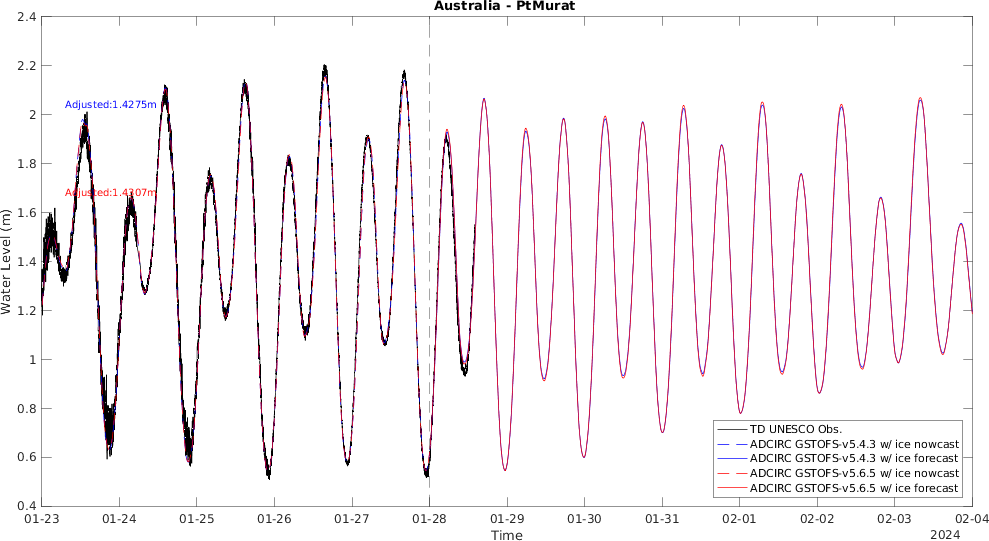 Australia - PtMurat
2.4
2.2
2
1.8
1.6
1.4
1.2
1
0.8
0.6
0.4
Water Level (m)
Adjusted:1.4275m
Adjusted:1.4307m
TD UNESCO Obs.
ADCIRC GSTOFS-v5.4.3 w/ ice nowcast
ADCIRC GSTOFS-v5.4.3 w/ ice forecast
ADCIRC GSTOFS-v5.6.5 w/ ice nowcast
ADCIRC GSTOFS-v5.6.5 w/ ice forecast
01-23 01-24 01-25 01-26 01-27 01-28 01-29 01-30 01-31 02-01 02-02 02-03 02-04
Time
2024